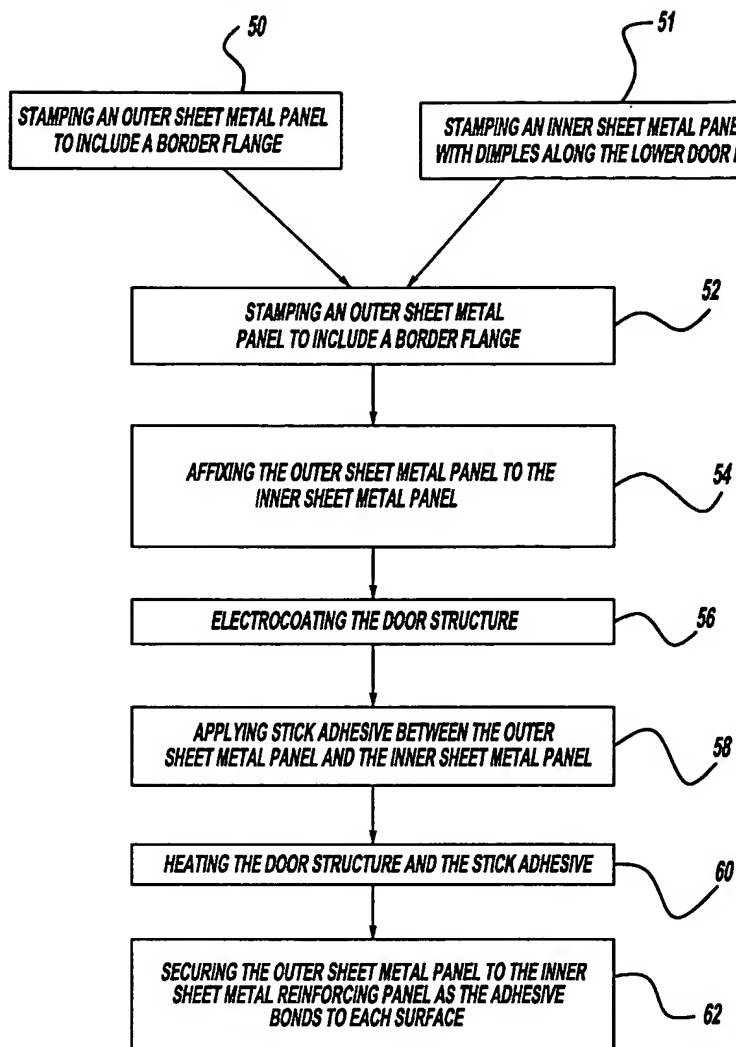 50
51
STAMPING AN OUTER SHEET METAL PANEL
TO INCLUDE A BORDER FLANGE
STAMPING AN INNER SHEET METAL PANE
WITH DIMPLES ALONG THE LOWER DOOR
STAMPING AN OUTER SHEET METAL
PANEL TO INCLUDE A BORDER FLANGE
52
AFFIXING THE OUTER SHEET METAL PANEL TO THE
INNER SHEET METAL PANEL
54
ELECTROCOATING THE DOOR STRUCTURE
56
APPLYING STICK ADHESIVE BETWEEN THE OUTER
SHEET METAL PANEL AND THE INNER SHEET METAL PANEL
58
HEATING THE DOOR STRUCTURE AND THE STICK ADHESIVE
60
SECURING THE OUTER SHEET METAL PANEL TO THE INNER
SHEET METAL REINFORCING PANEL AS THE ADHESIVE
BONDS TO EACH SURFACE
62